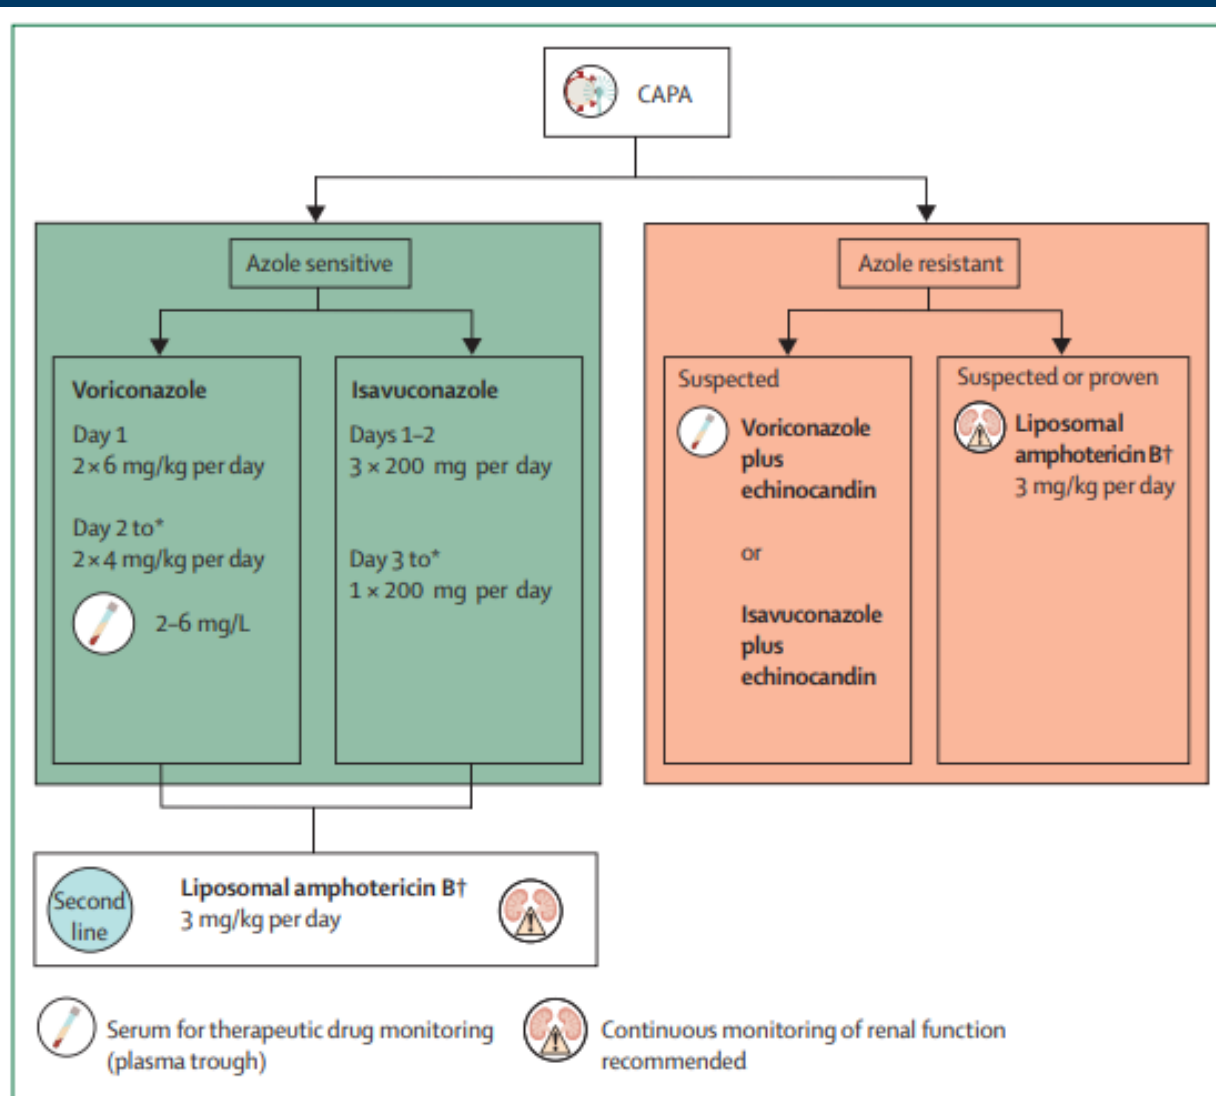 CAPA
Azole sensitive
Voriconazole
Day 1
2 × 6 mg/kg per day
Day 2 to*
2 × 4 mg/kg per day
2–6 mg/L
Isavuconazole
Days 1–2
3 × 200 mg per day
Day 3 to*
1 × 200 mg per day
Azole resistant
Suspected
Voriconazole
plus
echinocandin
or
Isavuconazole
plus
echinocandin
Suspected or proven
Liposomal
amphotericin B†
3 mg/kg per day
Second
line
Liposomal amphotericin B†
3 mg/kg per day
Serum for therapeutic drug monitoring
(plasma trough)
Continuous monitoring of renal function
recommended